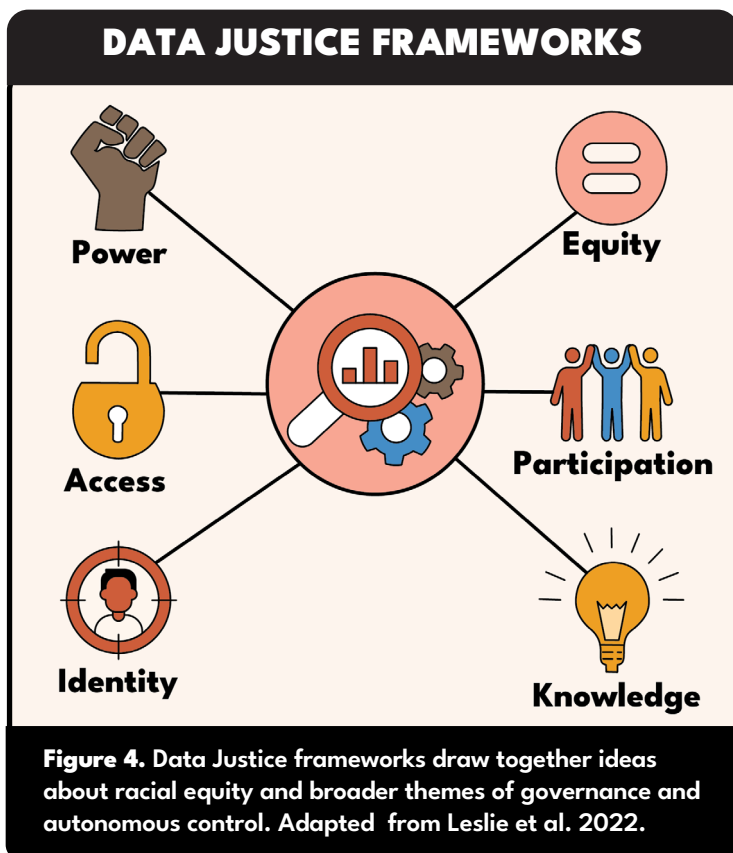 DATA JUSTICE FRAMEWORKS
Power
Equity
Access
Participation
Identity
Knowledge
Figure 4. Data Justice frameworks draw together ideas
about racial equity and broader themes of governance and
autonomous control. Adapted from Leslie et al. 2022.